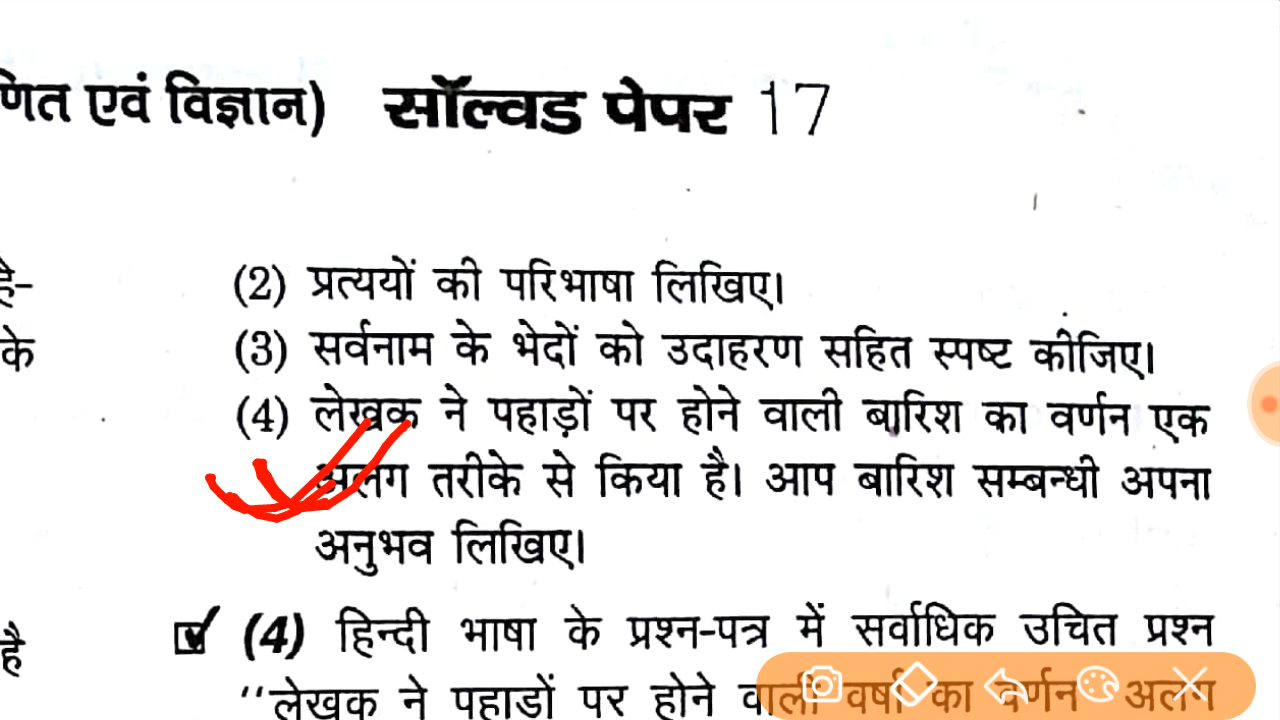 णित एवं विज्ञान) सॉल्वड पेपर 17
है-
(2) प्रत्ययों की परिभाषा लिखिए।
के
(3) सर्वनाम के भेदों को उदाहरण सहित स्पष्ट कीजिए।
(4) लेखक ने पहाड़ों पर होने वाली बारिश का वर्णन एक
अलग तरीके से किया है। आप बारिश सम्बन्धी अपना
अनुभव लिखिए।
है
(4) हिन्दी भाषा के प्रश्न-पत्र में सर्वाधिक उचित प्रश्न
“लेखक ने पहाडों पर होने वाली वर्षा का वर्णन अलग